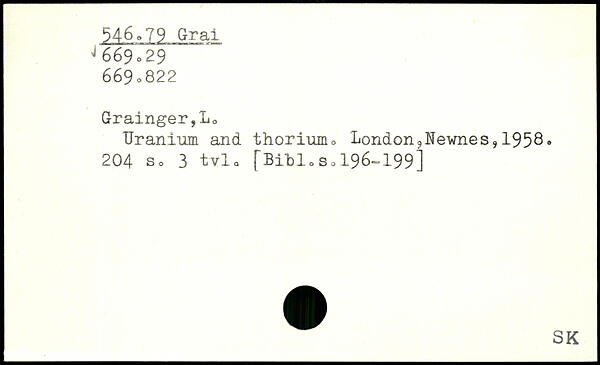 546.79 Grai
√669.29
669.822
Grainger,L.
Uranium and thorium. London,Newnes,1958.
204 s. 3 tvl. [Bibl.s.196-199]
SK